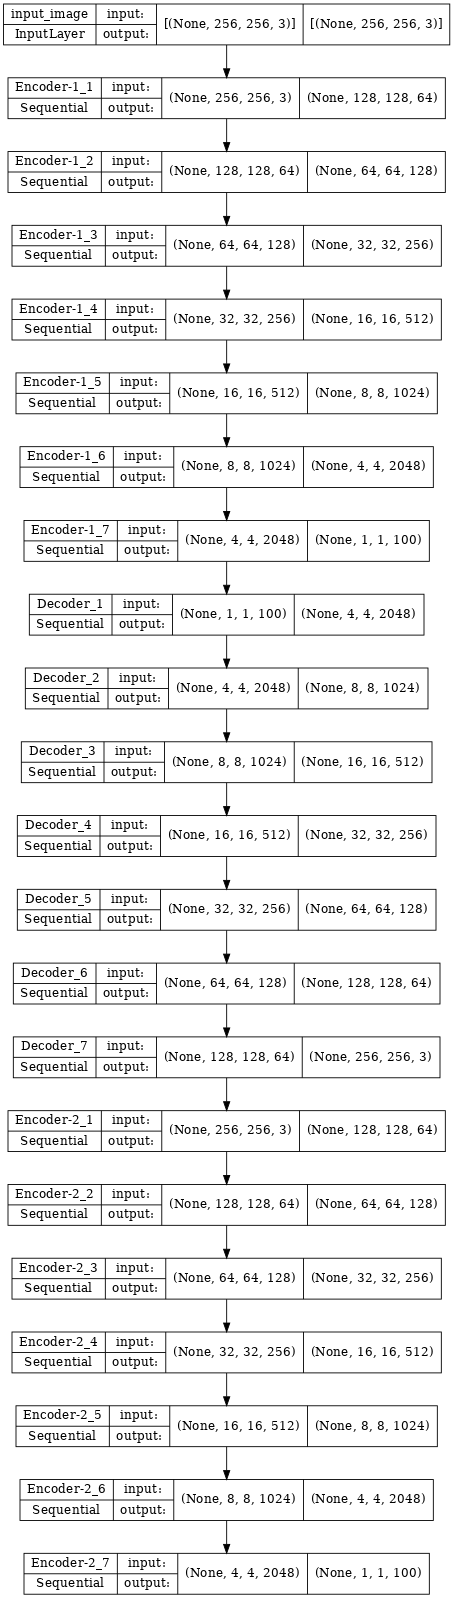 input_image input: [(None, 256, 256, 3)] [(None, 256, 256, 3)]
InputLayer output:
Encoder-1_1 input: (None, 256, 256, 3) (None, 128, 128, 64)
Sequential output:
Encoder-1_2 input: (None, 128, 128, 64) (None, 64, 64, 128)
Sequential output:
Encoder-1_3 input: (None, 64, 64, 128) (None, 32, 32, 256)
Sequential output:
Encoder-1_4 input: (None, 32, 32, 256) (None, 16, 16, 512)
Sequential output:
Encoder-1_5 input: (None, 16, 16, 512) (None, 8, 8, 1024)
Sequential output:
Encoder-1_6 input: (None, 8, 8, 1024) (None, 4, 4, 2048)
Sequential output:
Encoder-1_7 input: (None, 4, 4, 2048) (None, 1, 1, 100)
Sequential output:
Decoder_1 input: (None, 1, 1, 100) (None, 4, 4, 2048)
Sequential output:
Decoder_2 input: (None, 4, 4, 2048) (None, 8, 8, 1024)
Sequential output:
Decoder_3 input: (None, 8, 8, 1024) (None, 16, 16, 512)
Sequential output:
Decoder_4 input: (None, 16, 16, 512) (None, 32, 32, 256)
Sequential output:
Decoder_5 input: (None, 32, 32, 256) (None, 64, 64, 128)
Sequential output:
Decoder_6 input: (None, 64, 64, 128) (None, 128, 128, 64)
Sequential output:
Decoder_7 input: (None, 128, 128, 64) (None, 256, 256, 3)
Sequential output:
Encoder-2_1 input: (None, 256, 256, 3) (None, 128, 128, 64)
Sequential output:
Encoder-2_2 input: (None, 128, 128, 64) (None, 64, 64, 128)
Sequential output:
Encoder-2_3 input: (None, 64, 64, 128) (None, 32, 32, 256)
Sequential output:
Encoder-2_4 input: (None, 32, 32, 256) (None, 16, 16, 512)
Sequential output:
Encoder-2_5 input: (None, 16, 16, 512) (None, 8, 8, 1024)
Sequential output:
Encoder-2_6 input: (None, 8, 8, 1024) (None, 4, 4, 2048)
Sequential output:
Encoder-2_7 input: (None, 4, 4, 2048) (None, 1, 1, 100)
Sequential output: